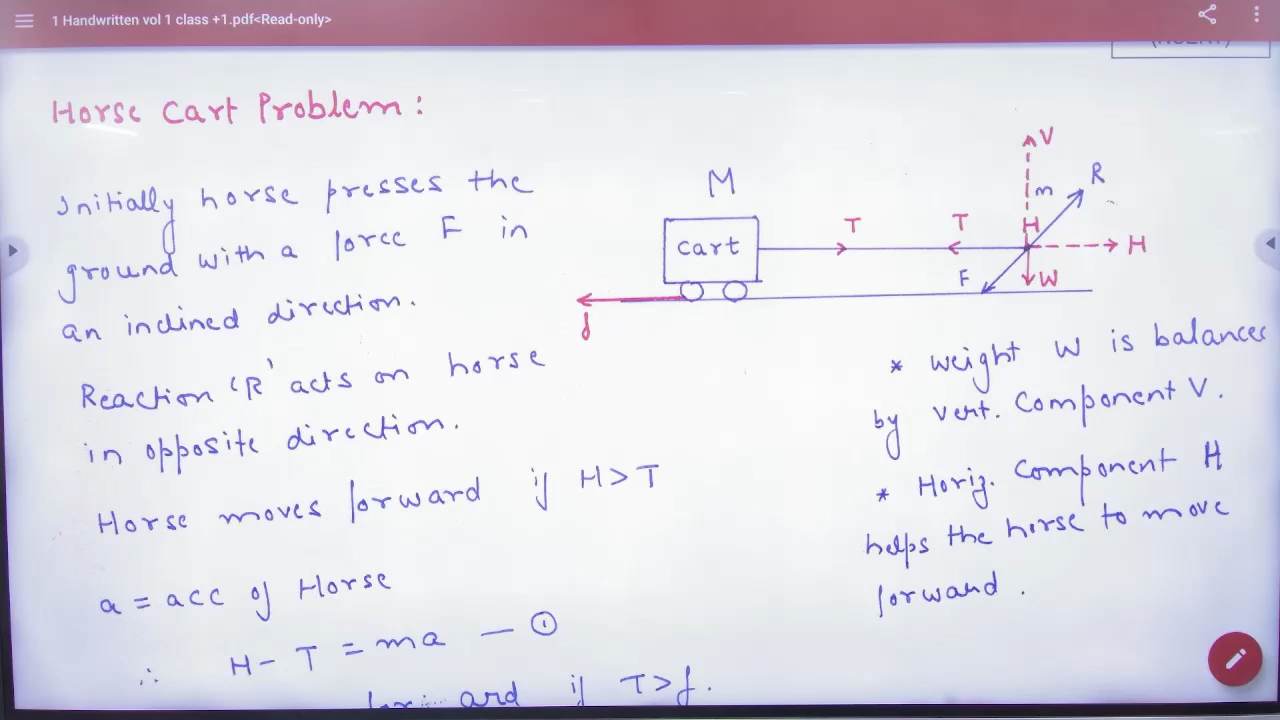 1 Handwritten vol 1 class +1.pdf<Read-only>
Horse Cart Problem:
Initially horse presses the
ground with a force F in
an inclined direction.
Reaction 'R' acts on horse
in opposite direction.
Horse moves forward if H>T
a = acc of Horse
∴ H - T = ma — ①
if T>f.
M
cart
T
T
V
m
R
H
H
F
W
f
* weight W is balances
by vert. Component V.
* Horiz. Component H
helps the horse to move
forward.